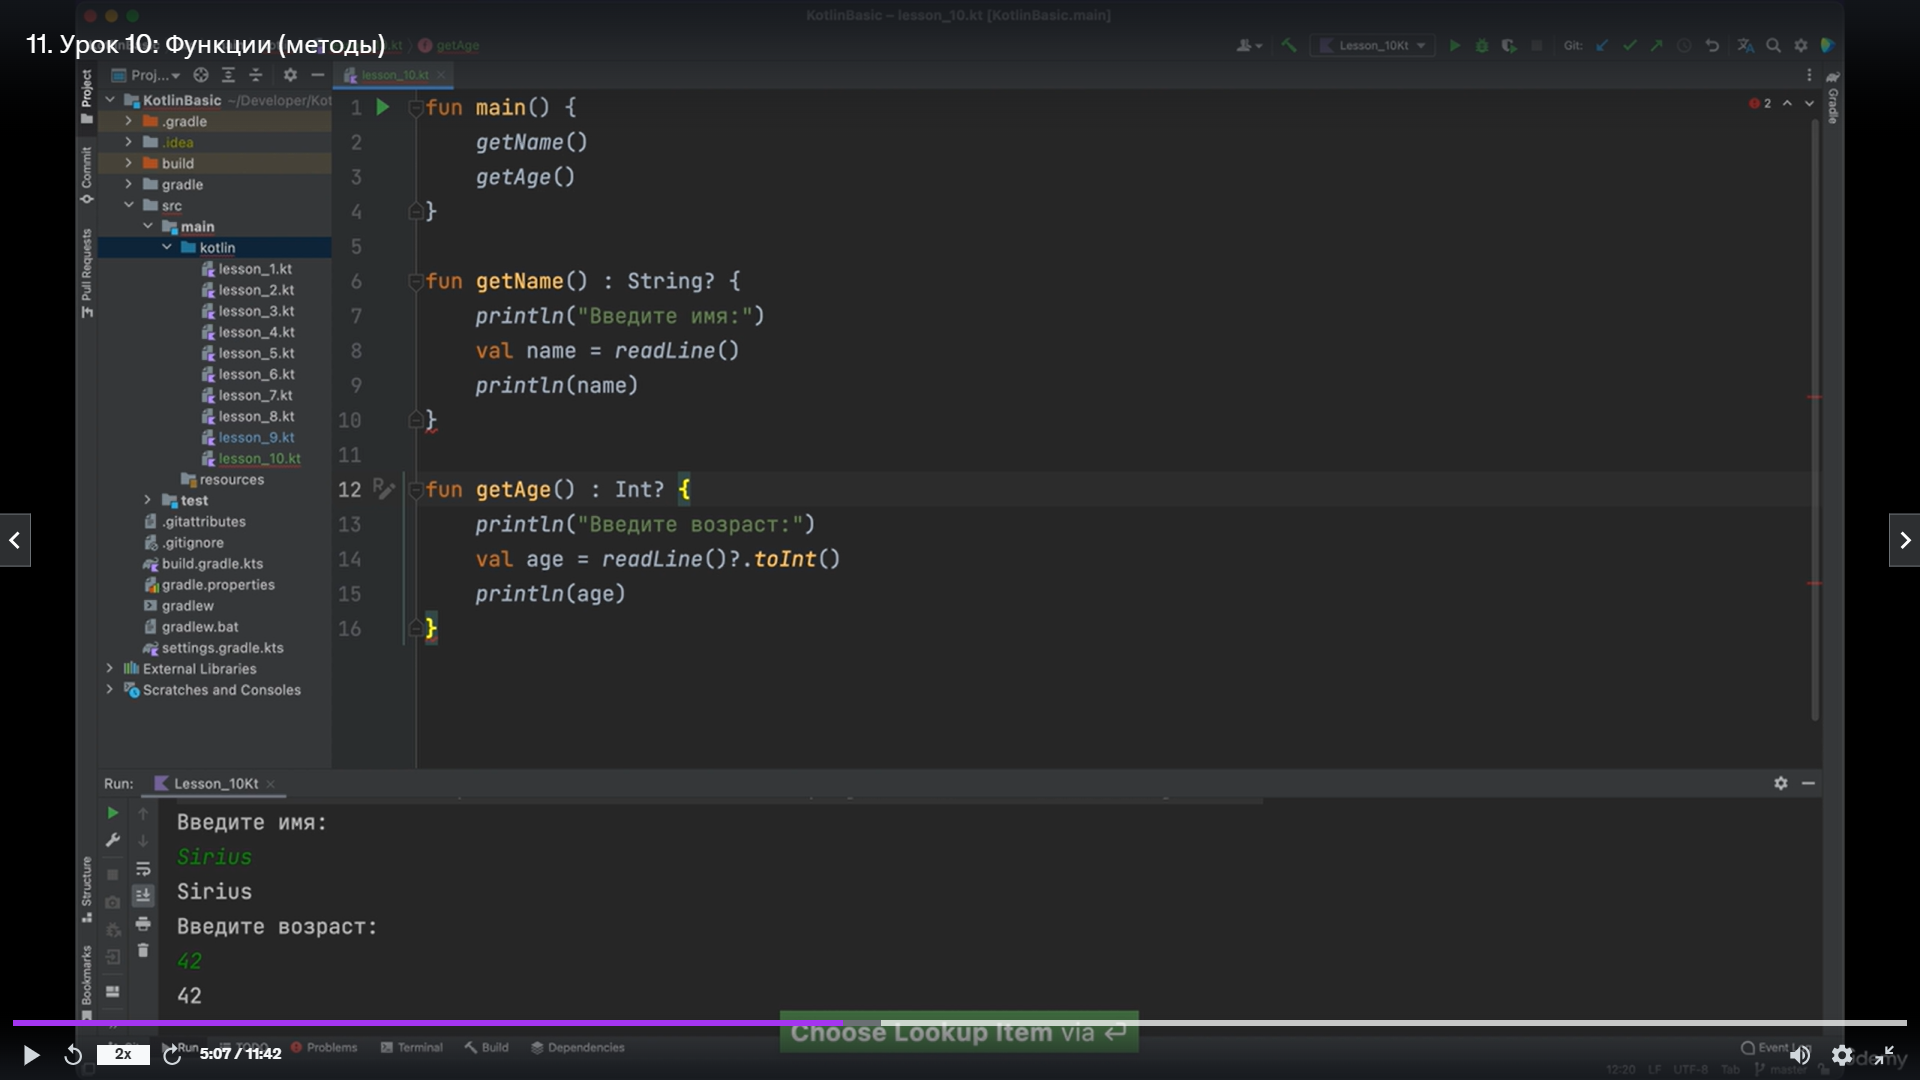 KotlinBasic – lesson_10.kt [KotlinBasic.main]
11. Урок 10: Функции (методы)
getAge
Lesson_10Kt
Git:
Proj...
lesson_10.kt
Project
Commit
Pull Requests
Structure
Bookmarks
Gradle
2
KotlinBasic ~/Developer/Kot
.gradle
.idea
build
gradle
src
main
kotlin
lesson_1.kt
lesson_2.kt
lesson_3.kt
lesson_4.kt
lesson_5.kt
lesson_6.kt
lesson_7.kt
lesson_8.kt
lesson_9.kt
lesson_10.kt
resources
test
.gitattributes
.gitignore
build.gradle.kts
gradle.properties
gradlew
gradlew.bat
settings.gradle.kts
External Libraries
Scratches and Consoles
1 fun main() {
2 getName()
3 getAge()
4 }
5
6 fun getName() : String? {
7 println("Введите имя:")
8 val name = readLine()
9 println(name)
10 }
11
12 fun getAge() : Int? {
13 println("Введите возраст:")
14 val age = readLine()?.toInt()
15 println(age)
16 }
Run: Lesson_10Kt
Введите имя:
Sirius
Sirius
Введите возраст:
42
42
Choose Lookup Item via ↩
Run TODO Problems Terminal Build Dependencies
2x 5:07 / 11:42
12:20 LF UTF-8 Tab master